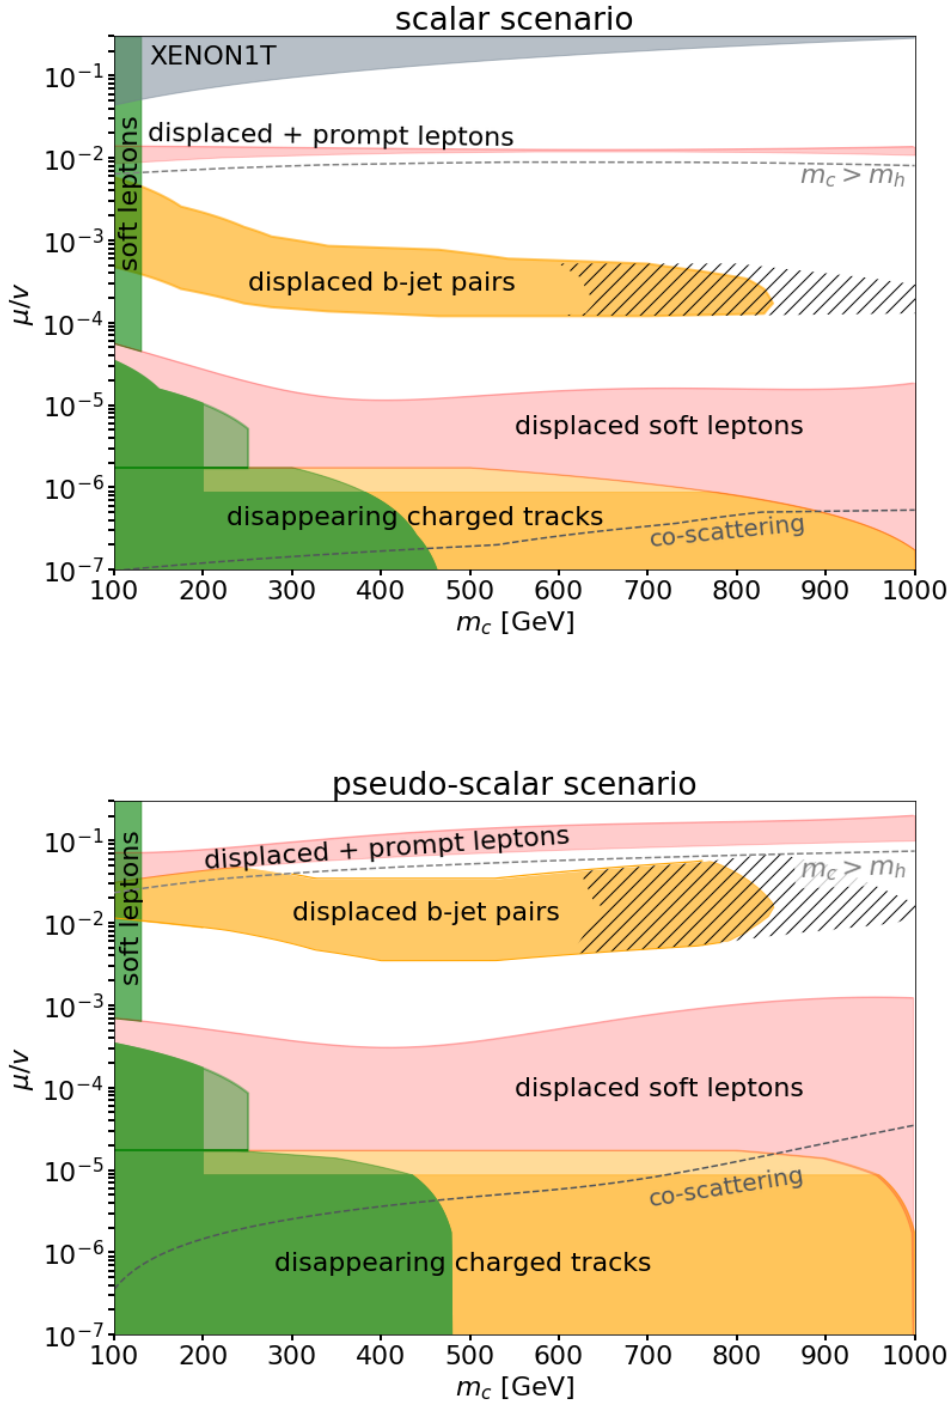 scalar scenario
XENON1T
displaced + prompt leptons
m_c > m_h
soft leptons
displaced b-jet pairs
displaced soft leptons
disappearing charged tracks
co-scattering
μ/v
10⁻¹
10⁻²
10⁻³
10⁻⁴
10⁻⁵
10⁻⁶
10⁻⁷
100 200 300 400 500 600 700 800 900 1000
m_c [GeV]
pseudo-scalar scenario
displaced + prompt leptons
m_c > m_h
soft leptons
displaced b-jet pairs
displaced soft leptons
co-scattering
disappearing charged tracks
μ/v
10⁻¹
10⁻²
10⁻³
10⁻⁴
10⁻⁵
10⁻⁶
10⁻⁷
100 200 300 400 500 600 700 800 900 1000
m_c [GeV]